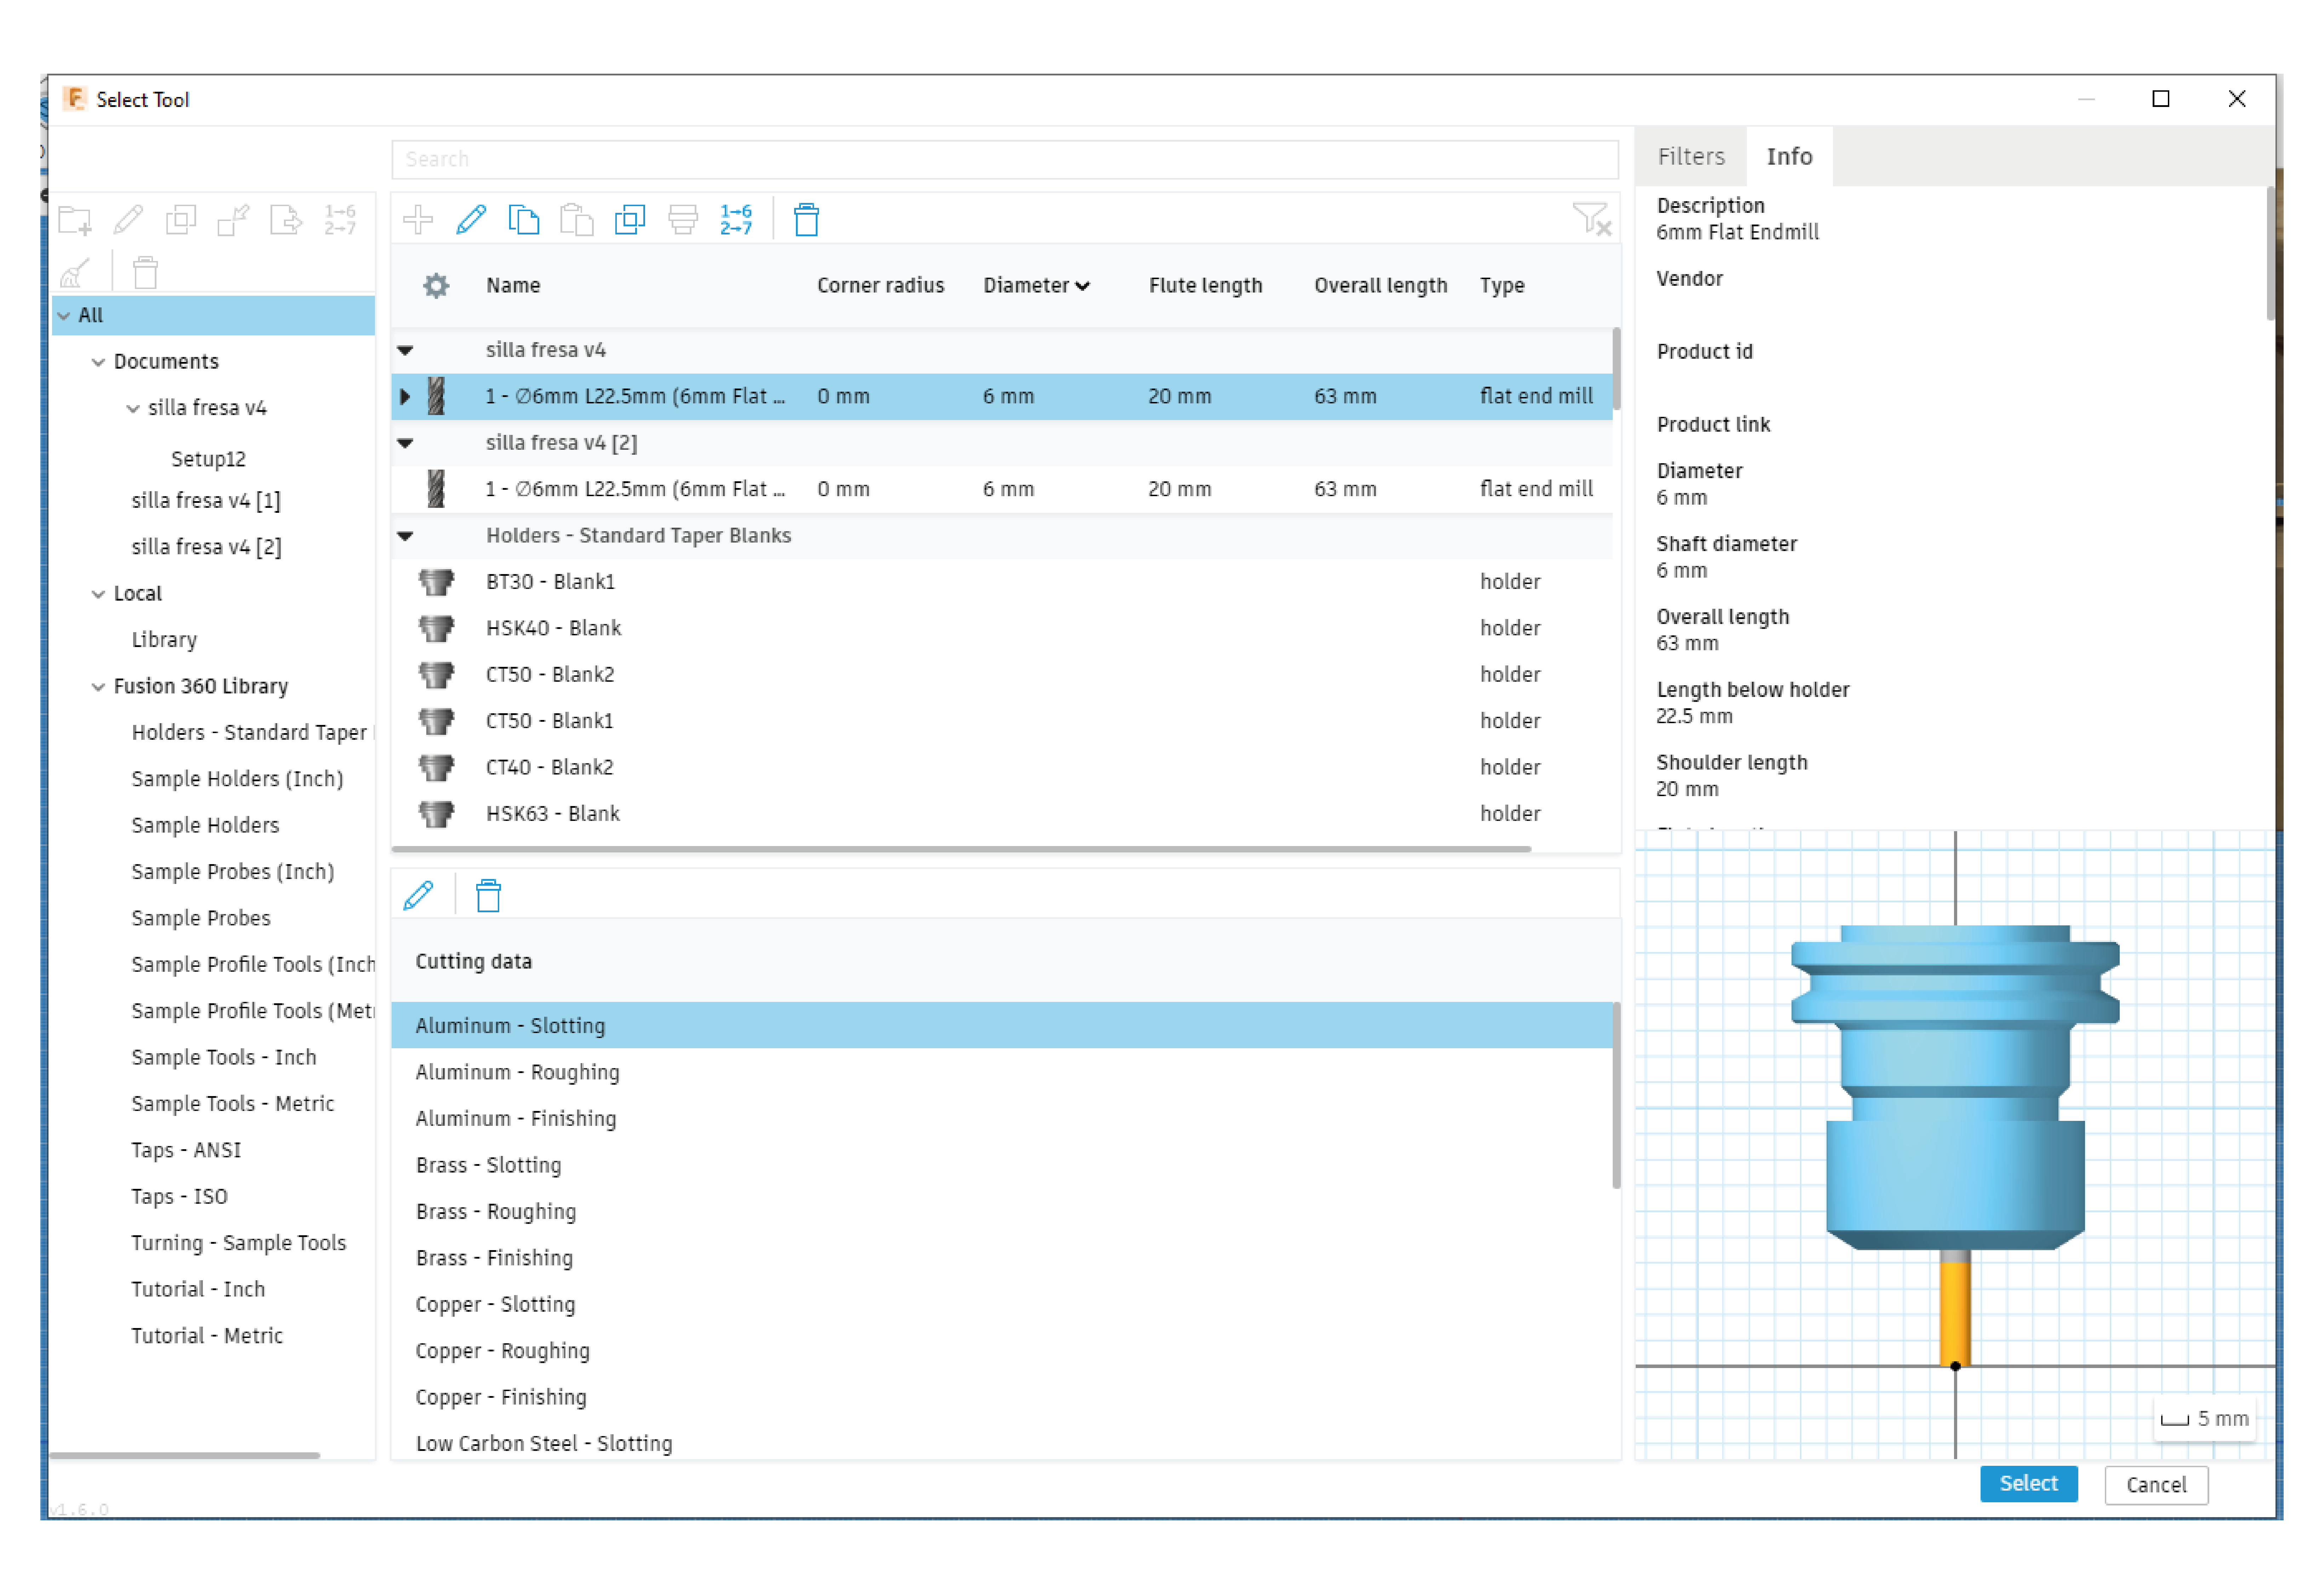 Select Tool
Search
Filters Info
1→6
2→7
1→6
2→7
All
Documents
silla fresa v4
Setup12
silla fresa v4 [1]
silla fresa v4 [2]
Local
Library
Fusion 360 Library
Holders - Standard Taper
Sample Holders (Inch)
Sample Holders
Sample Probes (Inch)
Sample Probes
Sample Profile Tools (Inch
Sample Profile Tools (Metr
Sample Tools - Inch
Sample Tools - Metric
Taps - ANSI
Taps - ISO
Turning - Sample Tools
Tutorial - Inch
Tutorial - Metric
v1.6.0
Name Corner radius Diameter Flute length Overall length Type
silla fresa v4
1 - ∅6mm L22.5mm (6mm Flat ... 0 mm 6 mm 20 mm 63 mm flat end mill
silla fresa v4 [2]
1 - ∅6mm L22.5mm (6mm Flat ... 0 mm 6 mm 20 mm 63 mm flat end mill
Holders - Standard Taper Blanks
BT30 - Blank1 holder
HSK40 - Blank holder
CT50 - Blank2 holder
CT50 - Blank1 holder
CT40 - Blank2 holder
HSK63 - Blank holder
Cutting data
Aluminum - Slotting
Aluminum - Roughing
Aluminum - Finishing
Brass - Slotting
Brass - Roughing
Brass - Finishing
Copper - Slotting
Copper - Roughing
Copper - Finishing
Low Carbon Steel - Slotting
Description
6mm Flat Endmill
Vendor
Product id
Product link
Diameter
6 mm
Shaft diameter
6 mm
Overall length
63 mm
Length below holder
22.5 mm
Shoulder length
20 mm
5 mm
Select Cancel